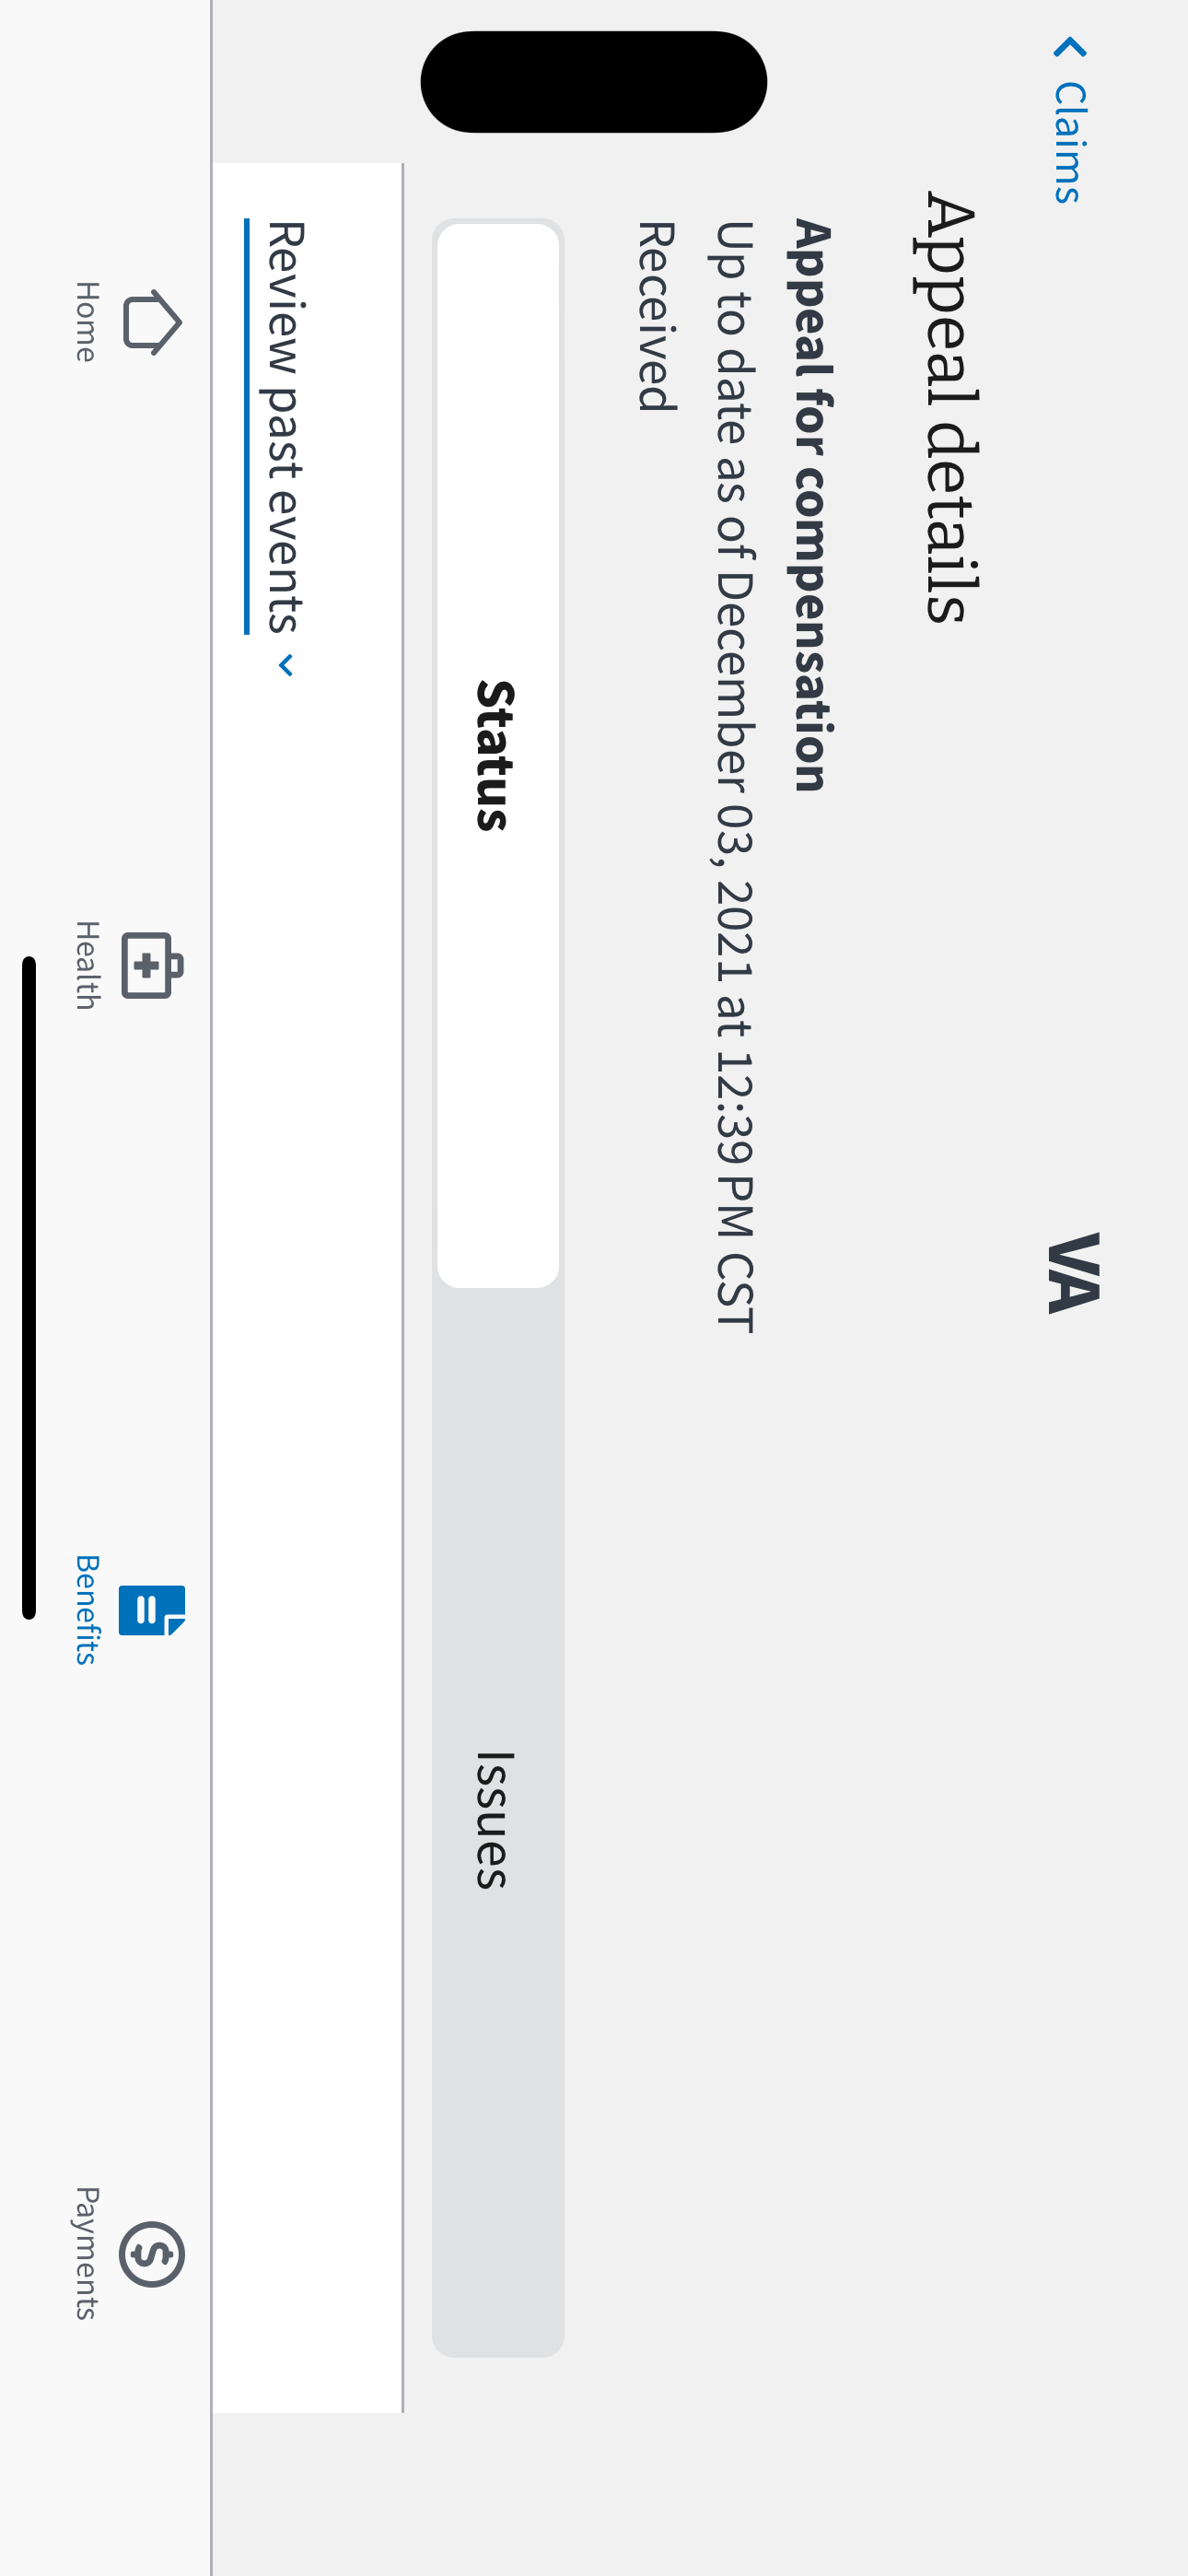 Claims
VA
Appeal details
Appeal for compensation
Up to date as of December 03, 2021 at 12:39 PM CST
Received
Status
Issues
Review past events
Home
Health
Benefits
Payments